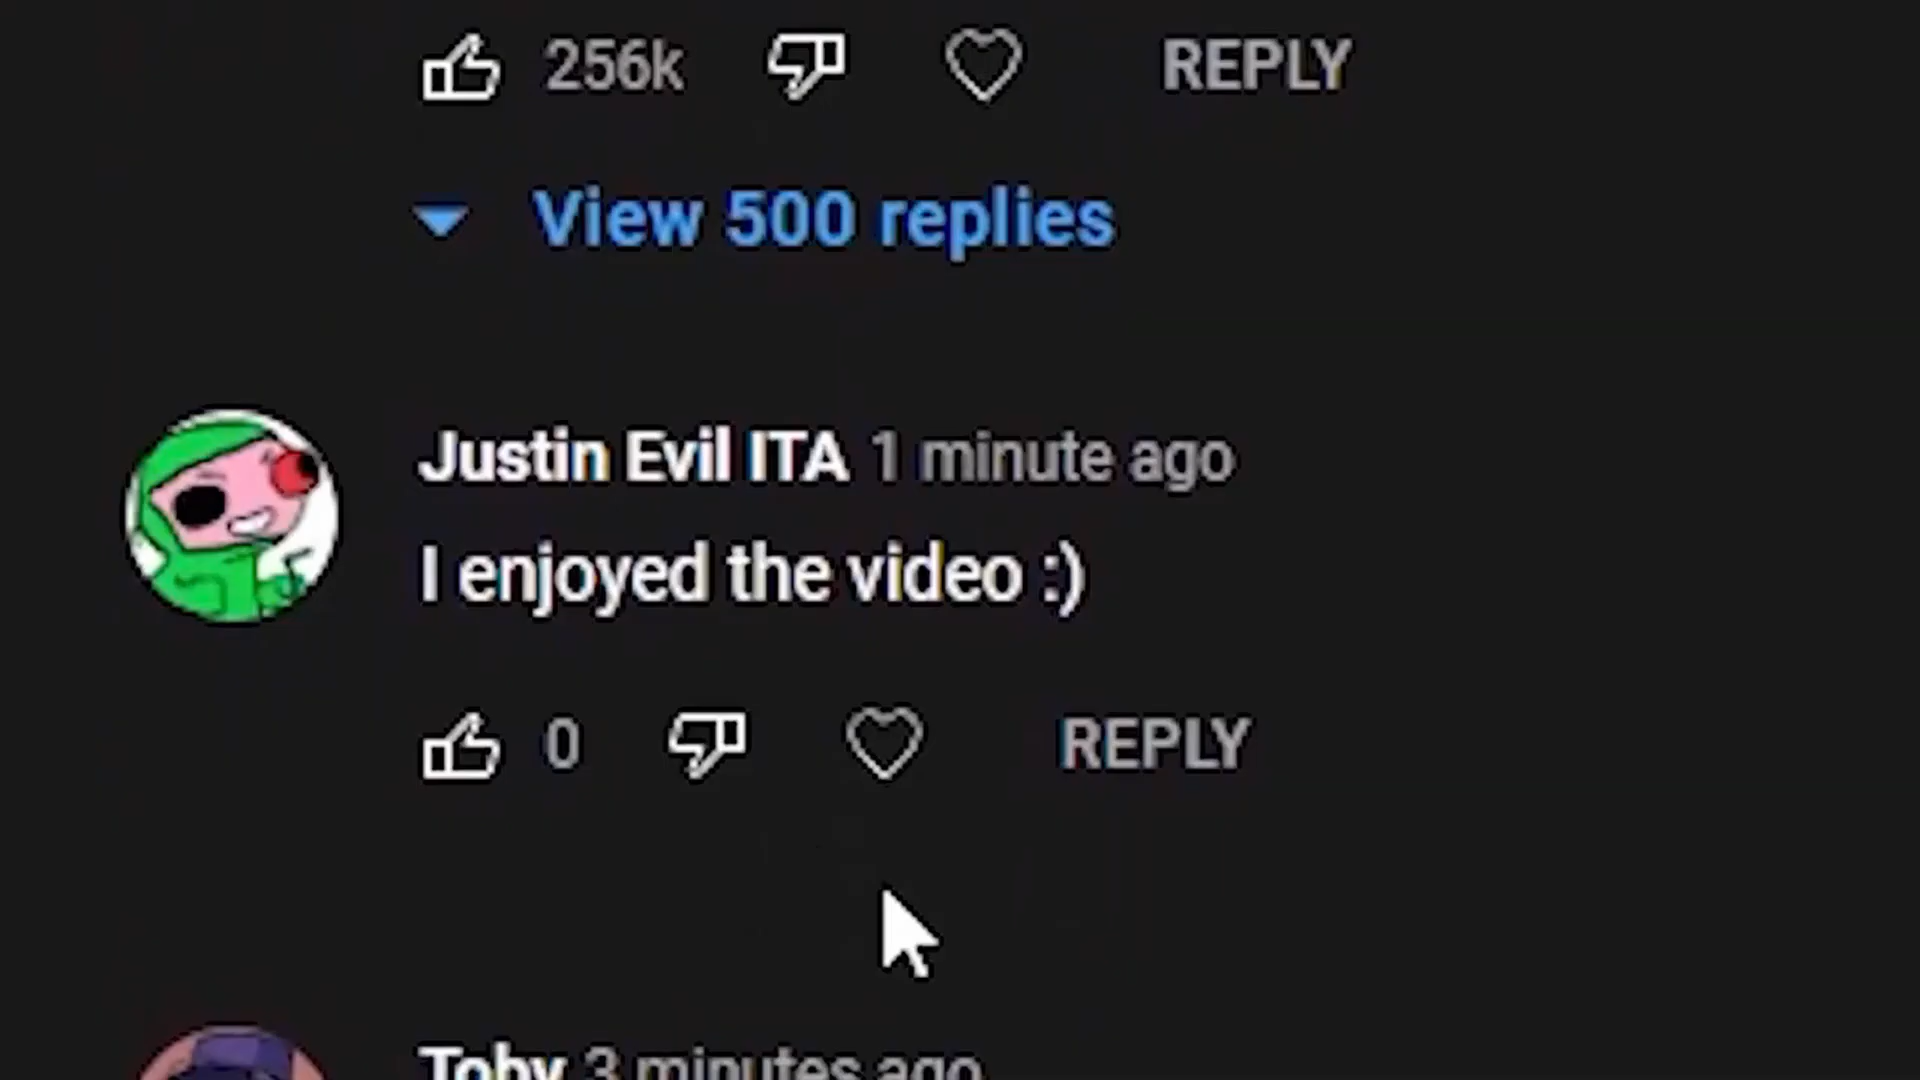 256k REPLY
View 500 replies
Justin Evil ITA 1 minute ago
I enjoyed the video :)
0 REPLY
Toby 3 minutes ago